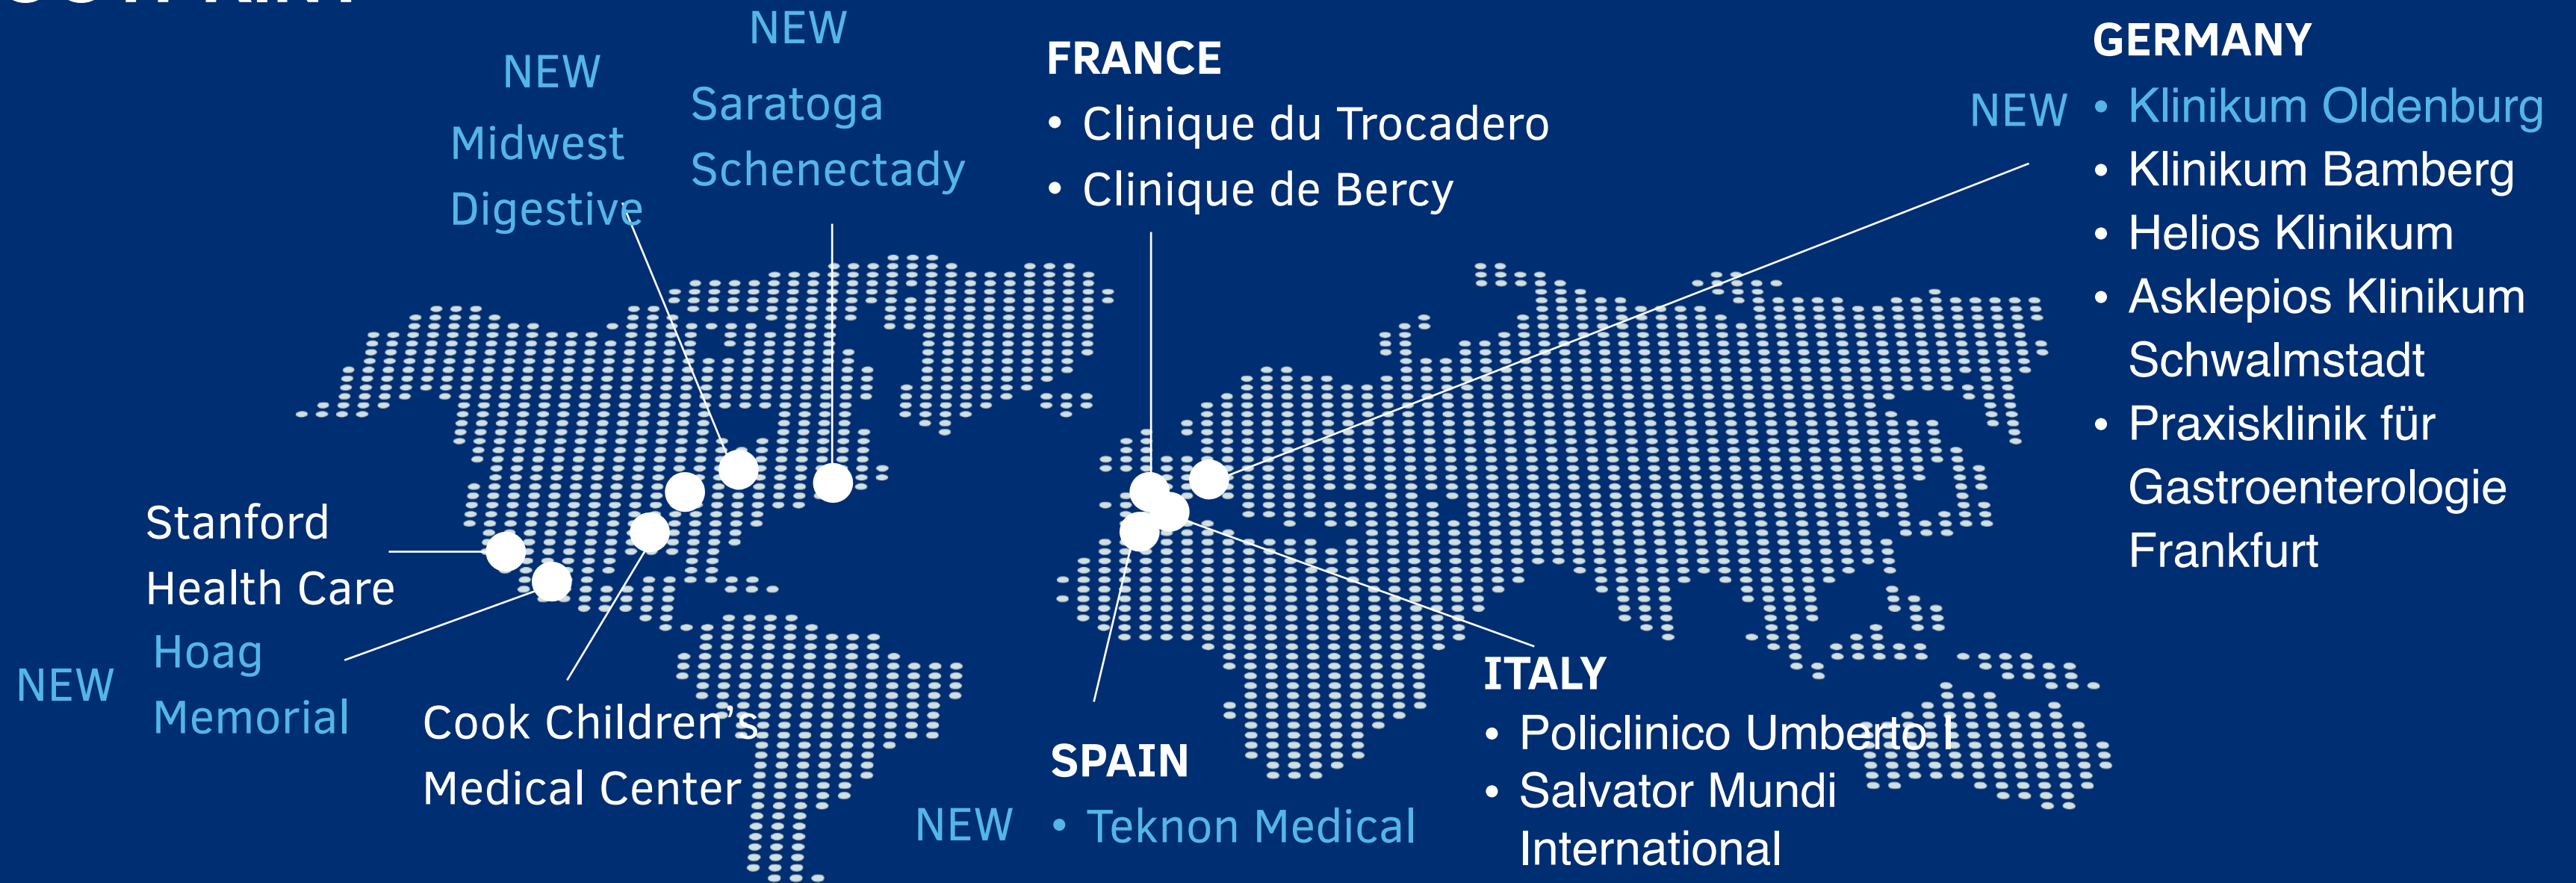 NEW
Midwest
Digestive
NEW
Saratoga
Schenectady
FRANCE
• Clinique du Trocadero
• Clinique de Bercy
GERMANY
NEW • Klinikum Oldenburg
• Klinikum Bamberg
• Helios Klinikum
• Asklepios Klinikum
Schwalmstadt
• Praxisklinik für
Gastroenterologie
Frankfurt
Stanford
Health Care
NEW
Hoag
Memorial
Cook Children's
Medical Center
SPAIN
NEW • Teknon Medical
ITALY
• Policlinico Umberto I
• Salvator Mundi
International